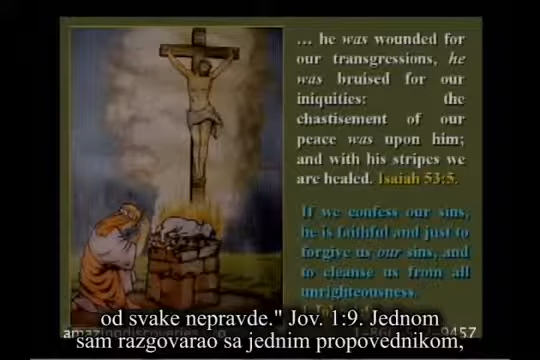 ... he was wounded for
our transgressions, he
was bruised for our
iniquities: the
chastisement of our
peace was upon him;
and with his stripes we
are healed. Isaiah 53:5.
If we confess our sins,
he is faithful and just to
forgive us our sins, and
to cleanse us from all
unrighteousness.
od svake nepravde." Jov. 1:9. Jednom
sam razgovarao sa jednim propovednikom,